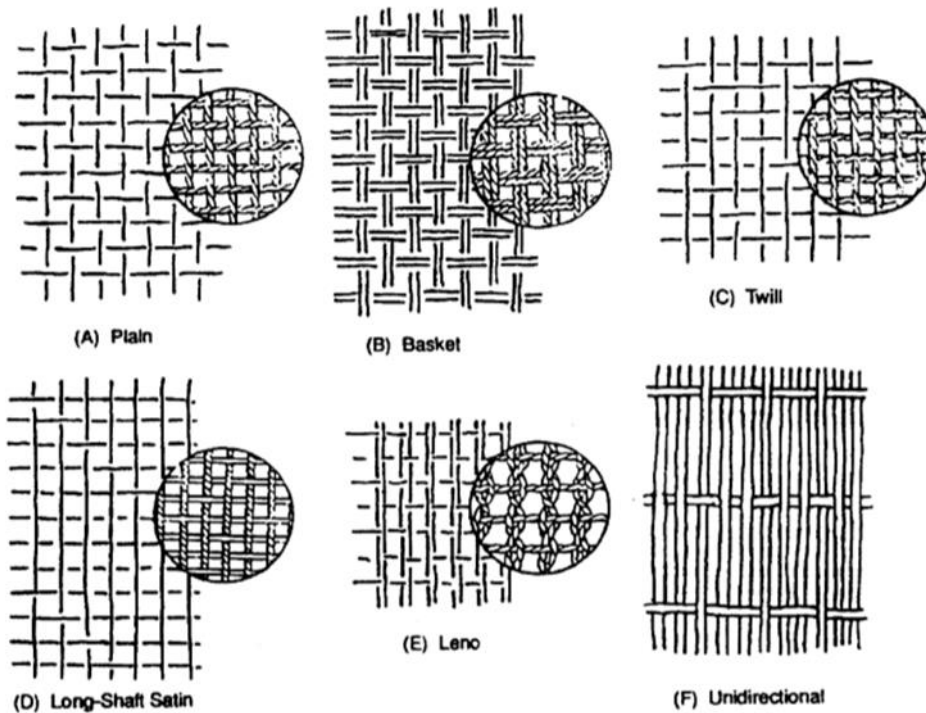 (A) Plain
(B) Basket
(C) Twill
(D) Long-Shaft Satin
(E) Leno
(F) Unidirectional